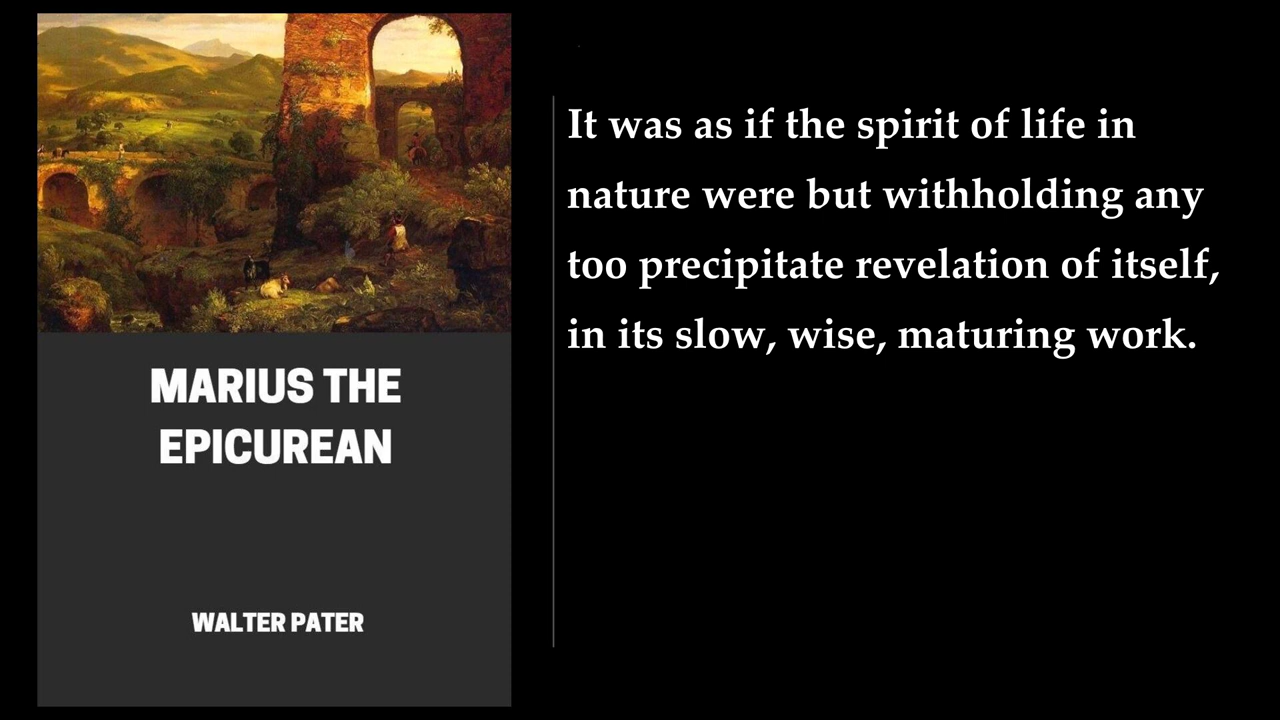 MARIUS THE
EPICUREAN
WALTER PATER
It was as if the spirit of life in
nature were but withholding any
too precipitate revelation of itself,
in its slow, wise, maturing work.